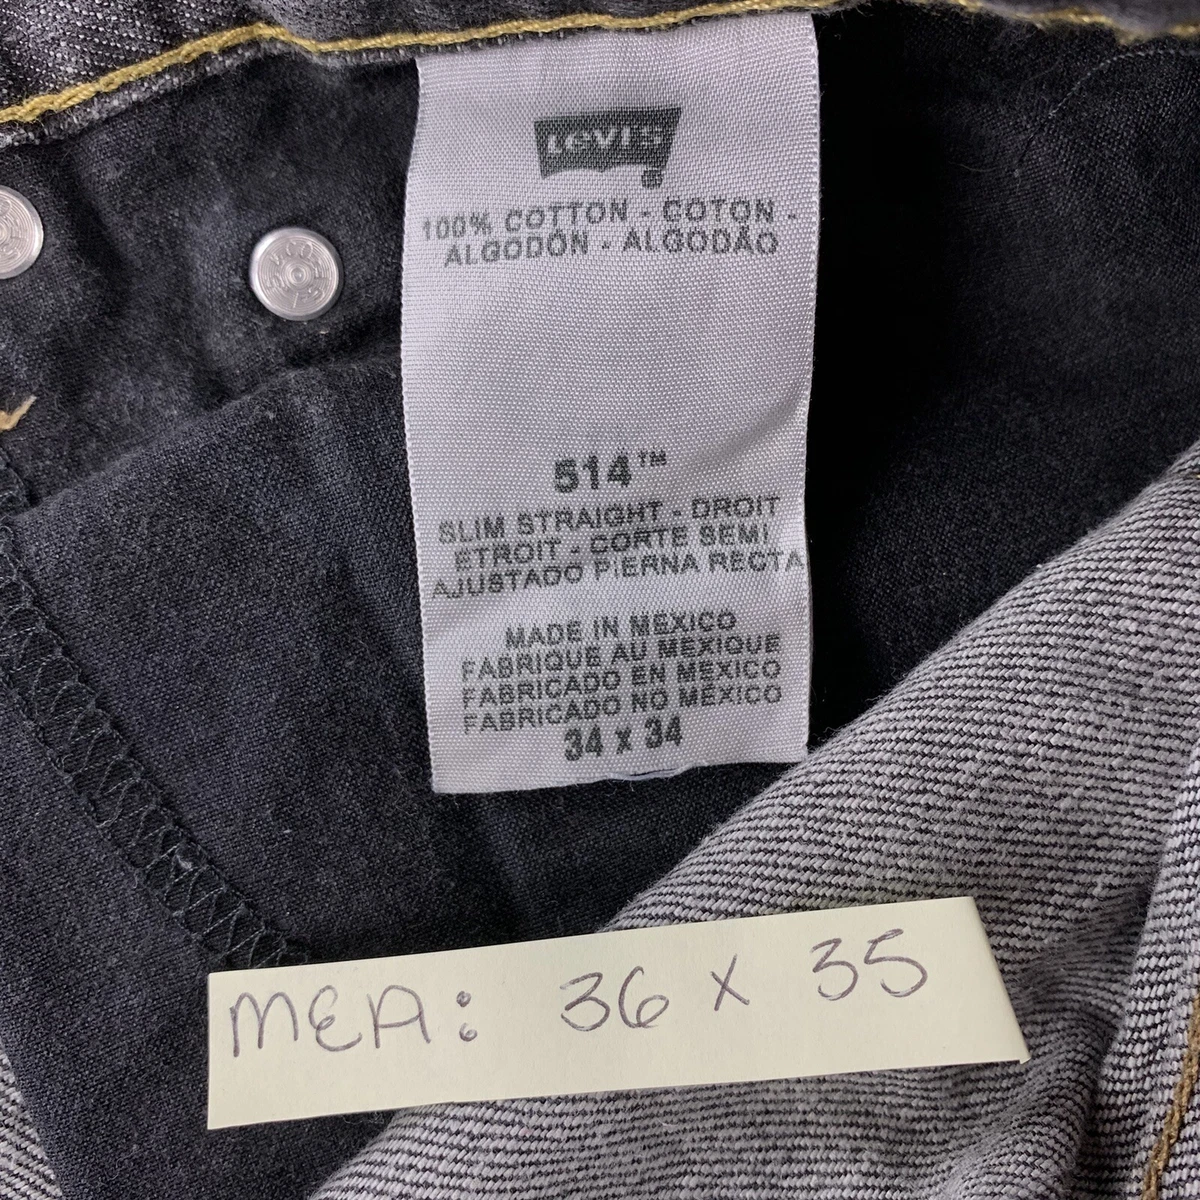 Levi's
®
100% COTTON - COTON -
ALGODÓN - ALGODÃO
514™
SLIM STRAIGHT - DROIT
ETROIT - CORTE SEMI
AJUSTADO PIERNA RECTA
MADE IN MEXICO
FABRIQUE AU MEXIQUE
FABRICADO EN MEXICO
FABRICADO NO MÉXICO
34 x 34
MEA: 36 x 35